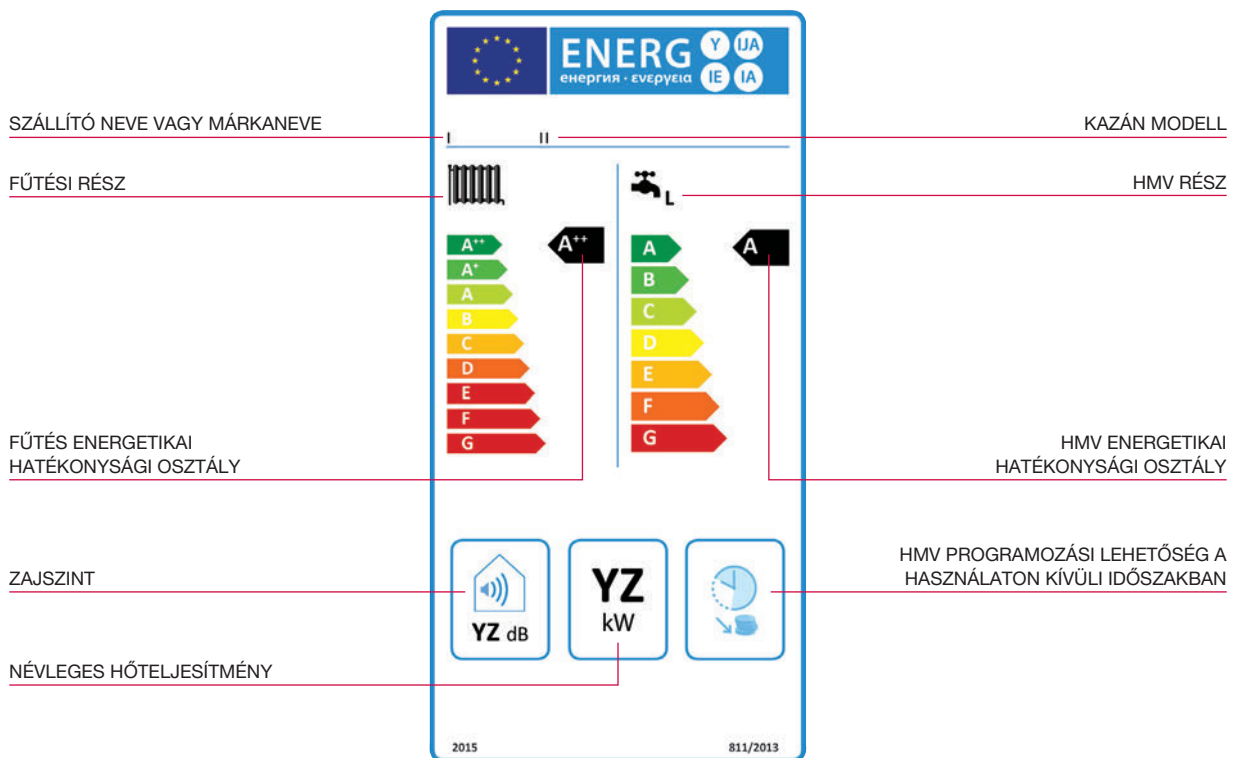 ENERG Y IJA
енергия · ενεργεια IE IA
SZÁLLÍTÓ NEVE VAGY MÁRKANEVE
I II
KAZÁN MODELL
FŰTÉSI RÉSZ
L
HMV RÉSZ
A++
A+
A
B
C
D
E
F
G
A++
A
B
C
D
E
F
G
A
FŰTÉS ENERGETIKAI
HATÉKONYSÁGI OSZTÁLY
HMV ENERGETIKAI
HATÉKONYSÁGI OSZTÁLY
ZAJSZINT
YZ dB
YZ
kW
HMV PROGRAMOZÁSI LEHETŐSÉG A
HASZNÁLATON KÍVÜLI IDŐSZAKBAN
NÉVLEGES HŐTELJESÍTMÉNY
2015 811/2013